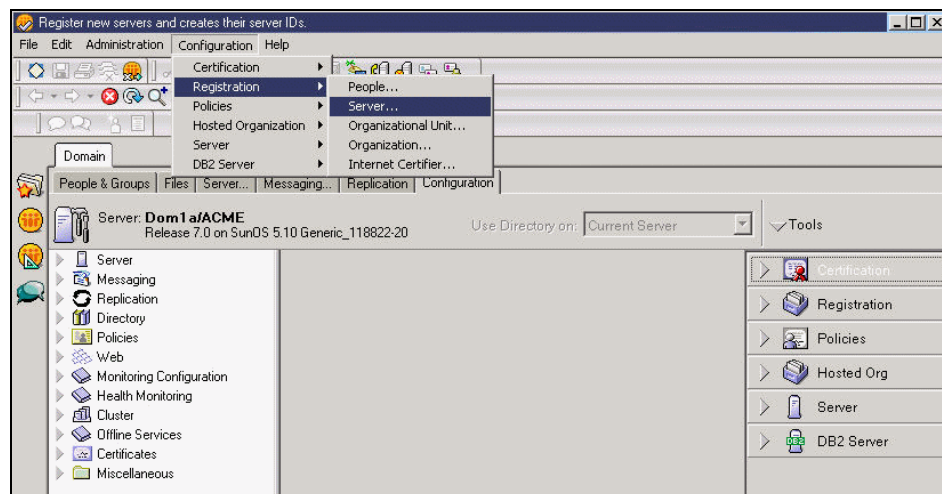 Register new servers and creates their server IDs.
File Edit Administration Configuration Help
Certification
Registration
Policies
Hosted Organization
Server
DB2 Server
People...
Server...
Organizational Unit...
Organization...
Internet Certifier...
Domain
People & Groups Files Server... Messaging... Replication Configuration
Server: Dom1a/ACME
Release 7.0 on SunOS 5.10 Generic_118822-20
Use Directory on: Current Server
Tools
Server
Messaging
Replication
Directory
Policies
Web
Monitoring Configuration
Health Monitoring
Cluster
Offline Services
Certificates
Miscellaneous
Certification
Registration
Policies
Hosted Org
Server
DB2 Server